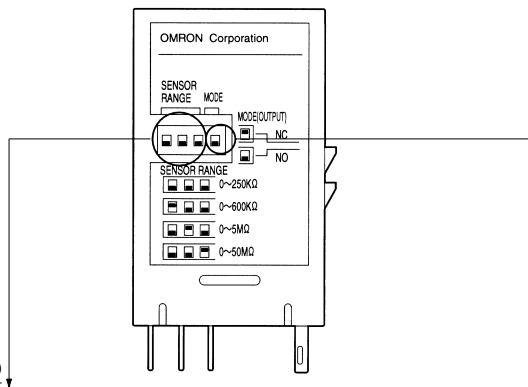 OMRON Corporation
SENSOR
RANGE MODE
MODE(OUTPUT)
NC
NO
SENSOR RANGE
0~250KΩ
0~600KΩ
0~5MΩ
0~50MΩ
)